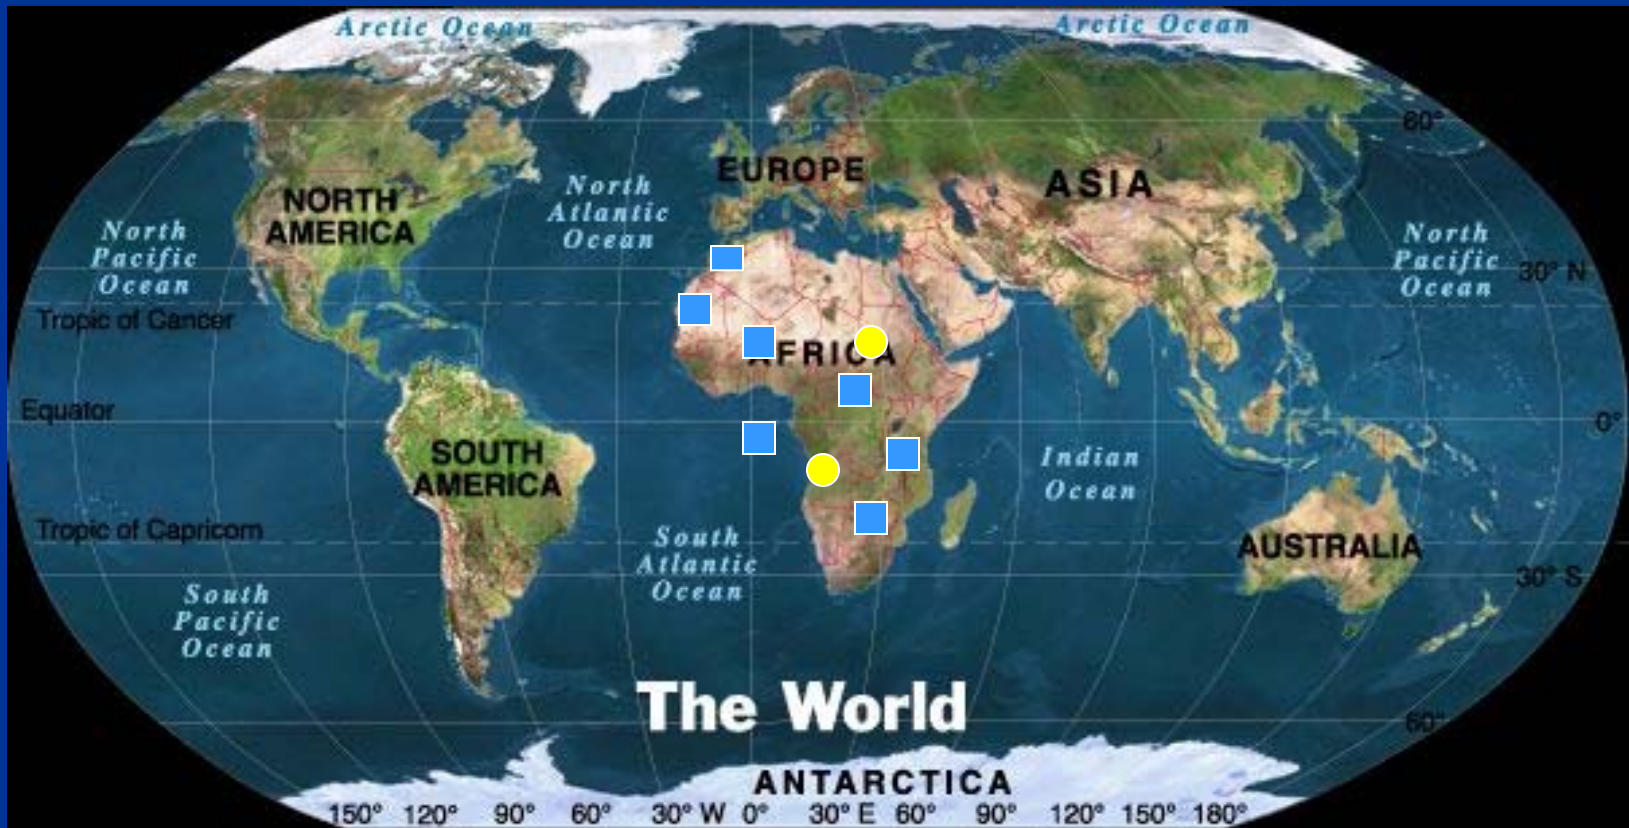 Arctic Ocean
Arctic Ocean
60°
EUROPE
ASIA
NORTH
AMERICA
North
Atlantic
Ocean
North
Pacific
Ocean
North
Pacific
Ocean
30° N
Tropic of Cancer
AFRICA
Equator
0°
SOUTH
AMERICA
Indian
Ocean
Tropic of Capricorn
South
Atlantic
Ocean
AUSTRALIA
30° S
South
Pacific
Ocean
The World
60°
ANTARCTICA
150° 120° 90° 60° 30° W 0° 30° E 60° 90° 120° 150° 180°